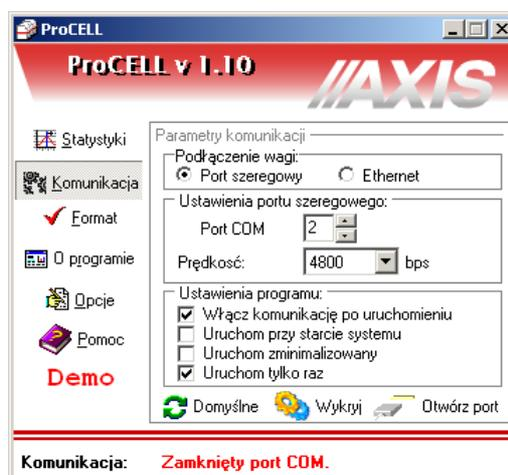 ProCELL
ProCELL v 1.10
AXIS
Statystyki
Komunikacja
Format
O programie
Opcje
Pomoc
Demo
Parametry komunikacji
Podłączenie wagi:
Port szeregowy Ethernet
Ustawienia portu szeregowego:
Port COM 2
Prędkosć: 4800 bps
Ustawienia programu:
Włącz komunikację po uruchomieniu
Uruchom przy starcie systemu
Uruchom zminimalizowany
Uruchom tylko raz
Domyślne Wykryj Otwórz port
Komunikacja: Zamknięty port COM.